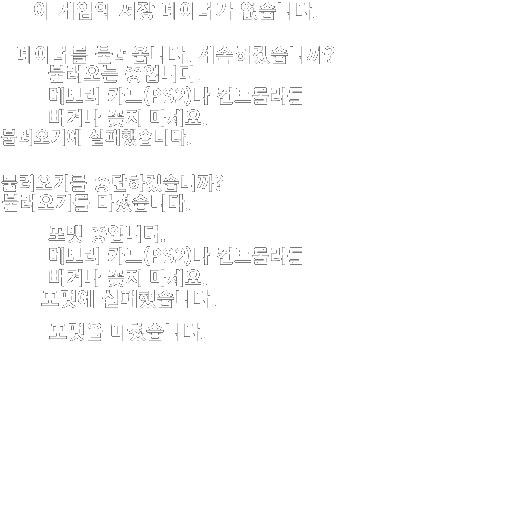 이 게임의 저장 데이터가 없습니다.
데이터를 불러옵니다. 계속하겠습니까?
불러오는 중입니다.
메모리 카드(PS2)나 컨트롤러를
빼거나 꽂지 마세요.
불러오기에 실패했습니다.
불러오기를 중단하겠습니까?
불러오기를 마쳤습니다.
포맷 중입니다.
메모리 카드(PS2)나 컨트롤러를
빼거나 꽂지 마세요.
포맷에 실패했습니다.
포맷을 마쳤습니다.